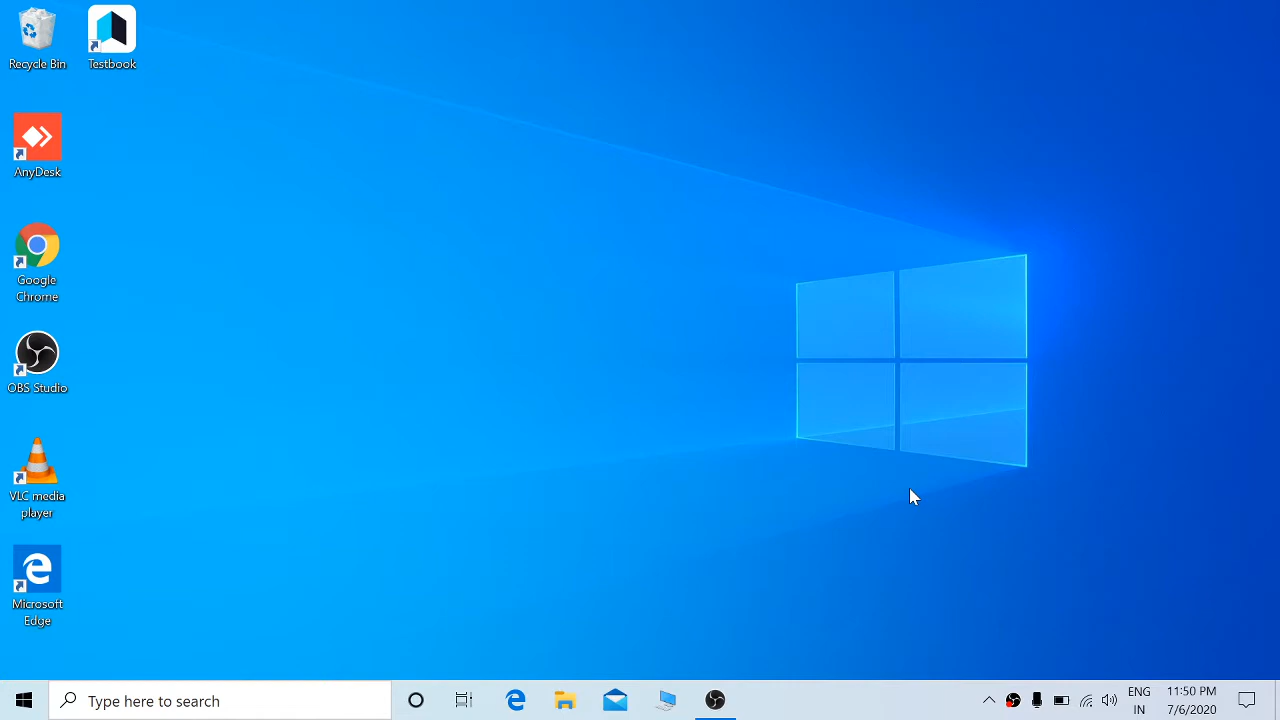 Recycle Bin
Testbook
AnyDesk
Google
Chrome
OBS Studio
VLC media
player
Microsoft
Edge
Type here to search
ENG
IN
11:50 PM
7/6/2020